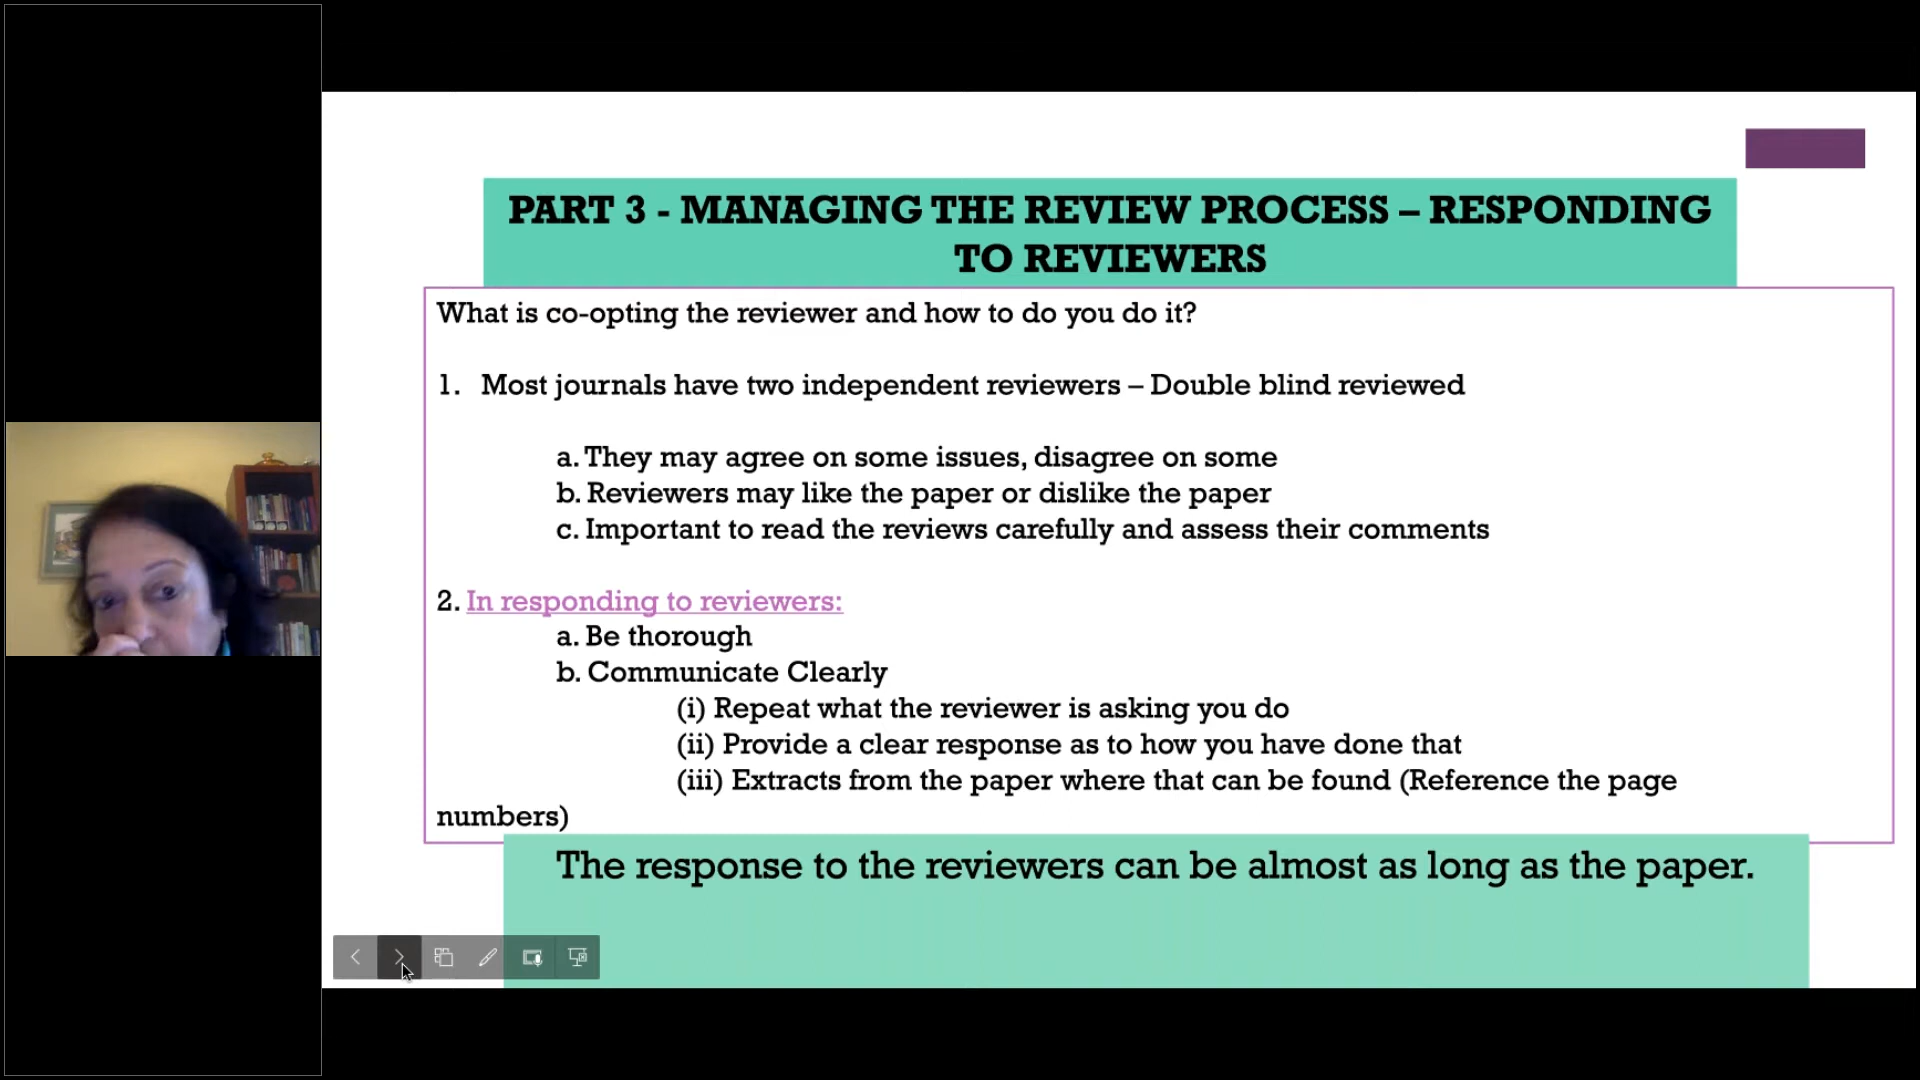 PART 3 - MANAGING THE REVIEW PROCESS – RESPONDING
TO REVIEWERS
What is co-opting the reviewer and how to do you do it?
1. Most journals have two independent reviewers – Double blind reviewed
a. They may agree on some issues, disagree on some
b. Reviewers may like the paper or dislike the paper
c. Important to read the reviews carefully and assess their comments
2. In responding to reviewers:
a. Be thorough
b. Communicate Clearly
(i) Repeat what the reviewer is asking you do
(ii) Provide a clear response as to how you have done that
(iii) Extracts from the paper where that can be found (Reference the page
numbers)
The response to the reviewers can be almost as long as the paper.